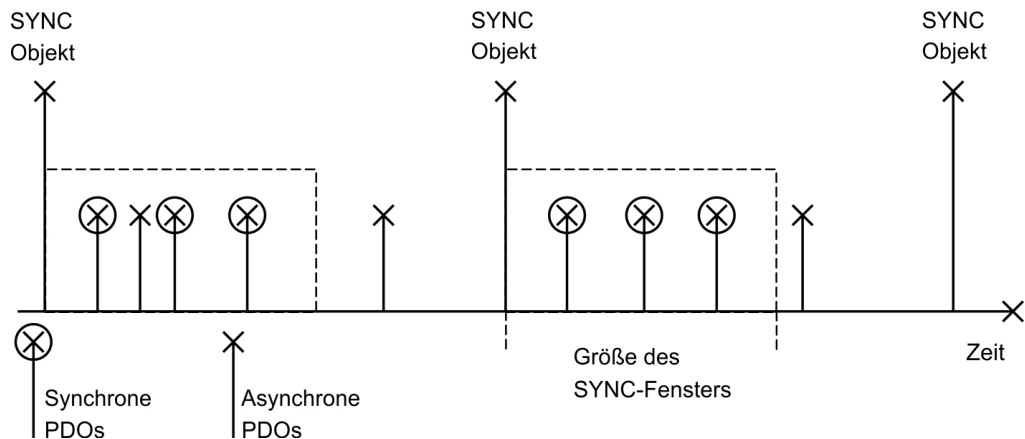 SYNC
Objekt
SYNC
Objekt
SYNC
Objekt
Zeit
Größe des
SYNC-Fensters
Synchrone
PDOs
Asynchrone
PDOs